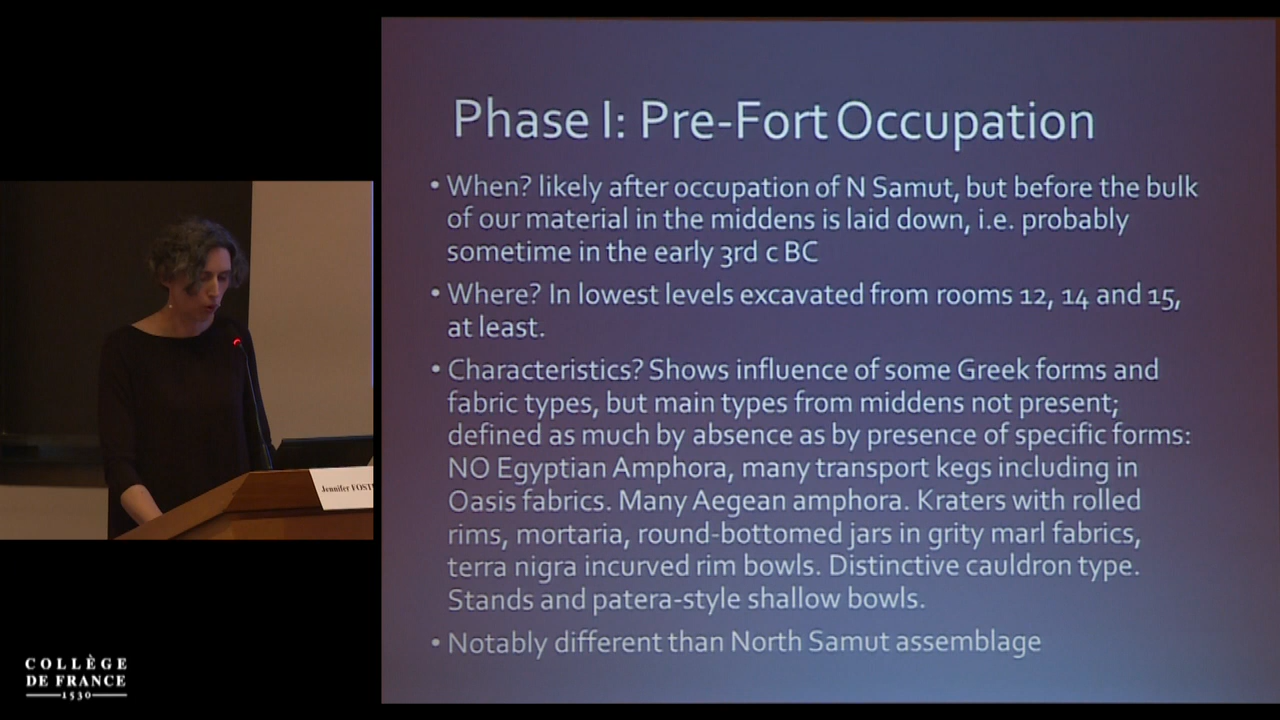 Phase I: Pre-Fort Occupation
• When? likely after occupation of N Samut, but before the bulk
of our material in the middens is laid down, i.e. probably
sometime in the early 3rd c BC
• Where? In lowest levels excavated from rooms 12, 14 and 15,
at least.
• Characteristics? Shows influence of some Greek forms and
fabric types, but main types from middens not present;
defined as much by absence as by presence of specific forms:
NO Egyptian Amphora, many transport kegs including in
Oasis fabrics. Many Aegean amphora. Kraters with rolled
rims, mortaria, round-bottomed jars in grity marl fabrics,
terra nigra incurved rim bowls. Distinctive cauldron type.
Stands and patera-style shallow bowls.
• Notably different than North Samut assemblage
Jennifer FOST
COLLÈGE
DE FRANCE
1530